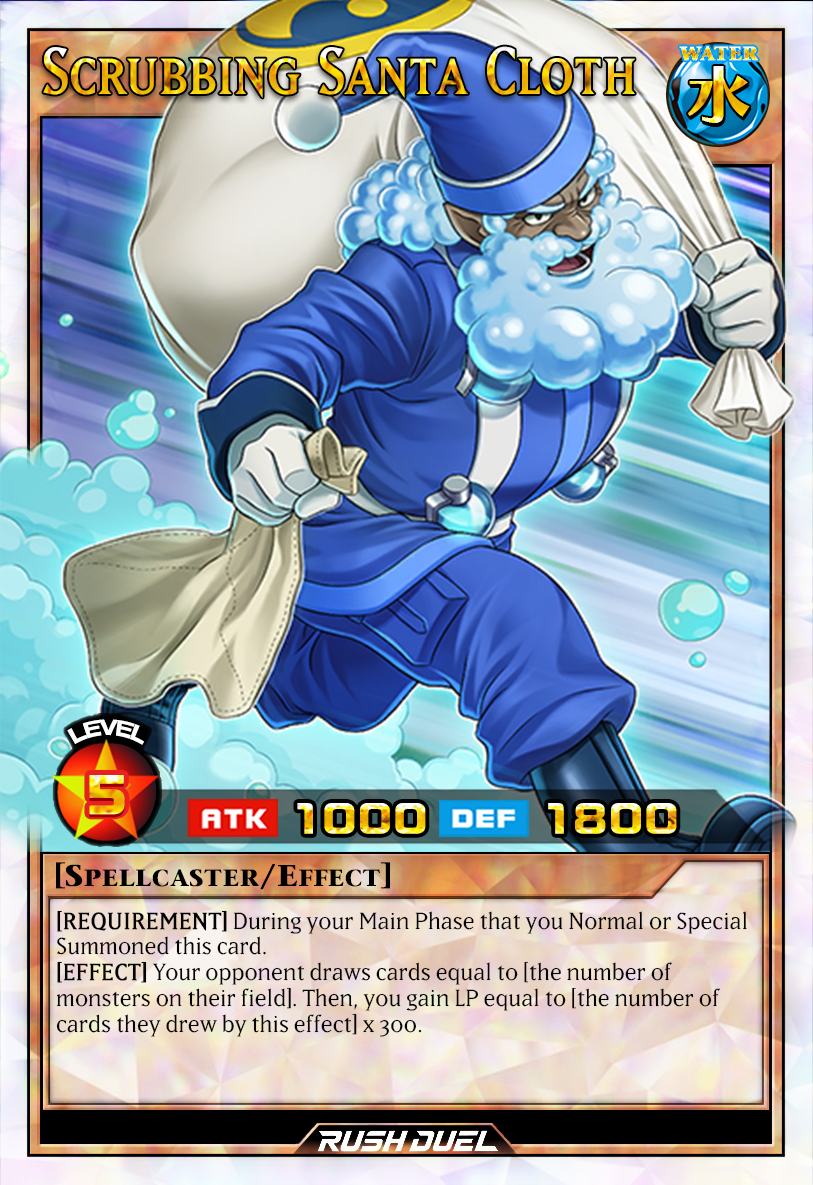 Scrubbing Santa Cloth
WATER
水
LEVEL
5
ATK 1000 DEF 1800
[Spellcaster/Effect]
[REQUIREMENT] During your Main Phase that you Normal or Special
Summoned this card.
[EFFECT] Your opponent draws cards equal to [the number of
monsters on their field]. Then, you gain LP equal to [the number of
cards they drew by this effect] x 300.
RUSH DUEL